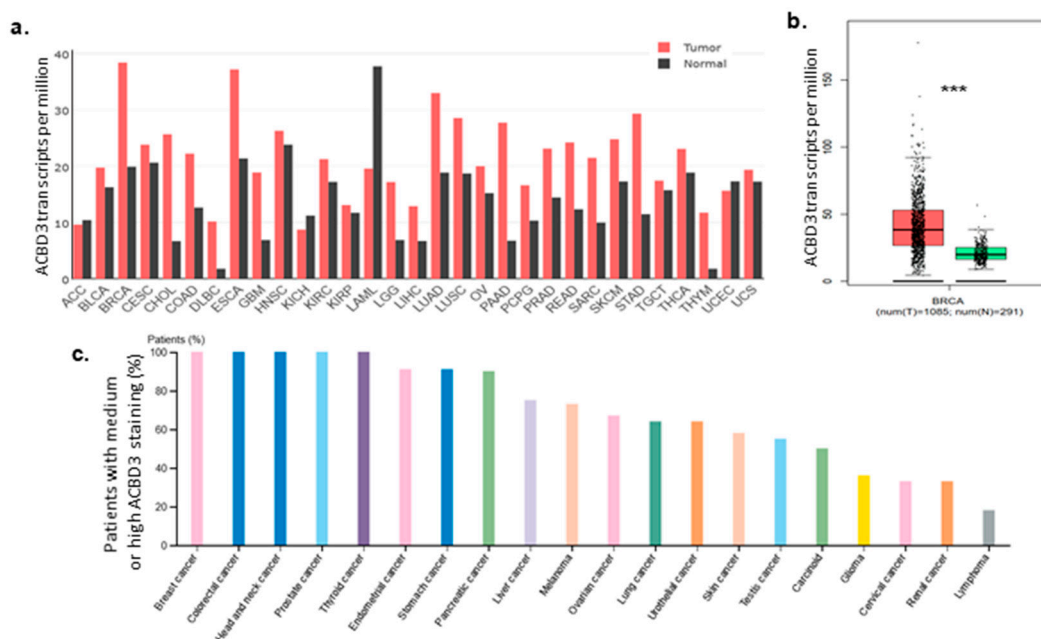 a.
ACBD3 transcripts per million
40
30
20
10
0
Tumor
Normal
ACC
BLCA
BRCA
CESC
CHOL
COAD
DLBC
ESCA
GBM
HNSC
KICH
KIRC
KIRP
LAML
LGG
LIHC
LUAD
LUSC
OV
PAAD
PCPG
PRAD
READ
SARC
SKCM
STAD
TGCT
THCA
THYM
UCEC
UCS
b.
ACBD3 transcripts per million
150
100
50
0
***
BRCA
(num(T)=1085; num(N)=291)
c.
Patients (%)
Patients with medium
or high ACBD3 staining (%)
100
80
60
40
20
0
Breast cancer
Colorectal cancer
Head and neck cancer
Prostate cancer
Thyroid cancer
Endometrial cancer
Stomach cancer
Pancreatic cancer
Liver cancer
Melanoma
Ovarian cancer
Lung cancer
Urothelial cancer
Skin cancer
Testis cancer
Carcinoid
Glioma
Cervical cancer
Renal cancer
Lymphoma